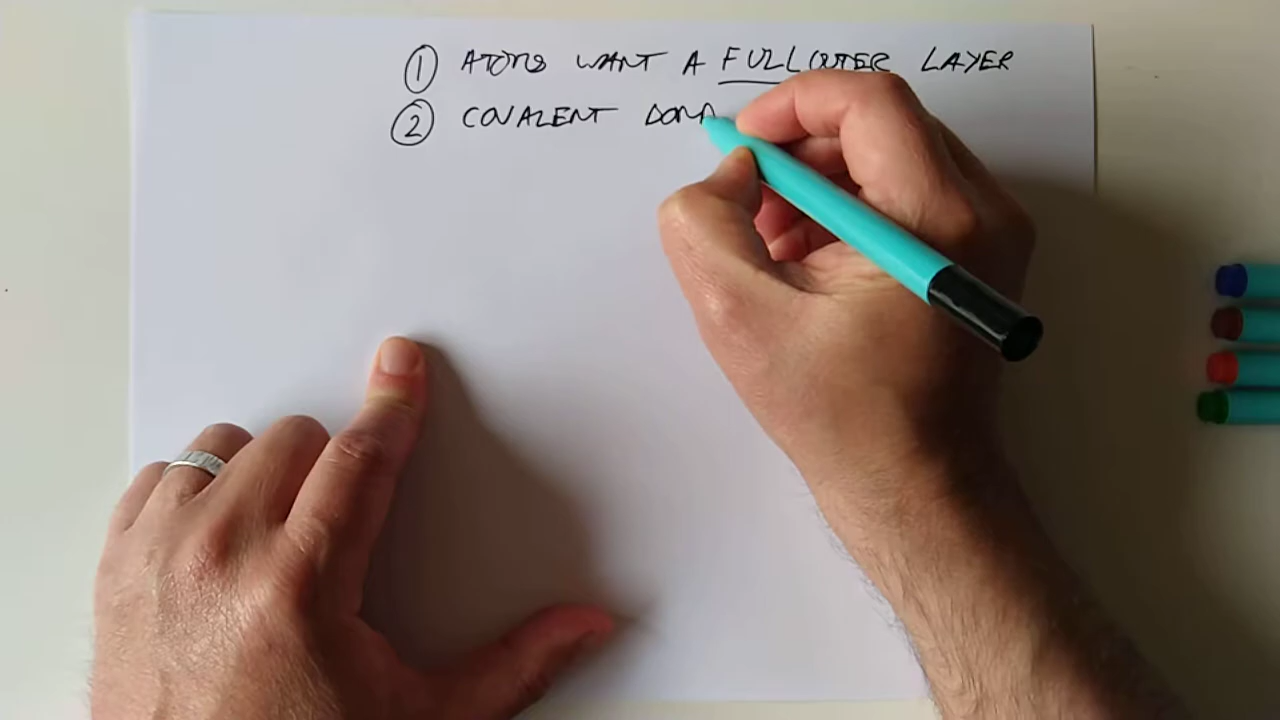 ① ATOMS WANT A FULL OUTER LAYER
② COVALENT